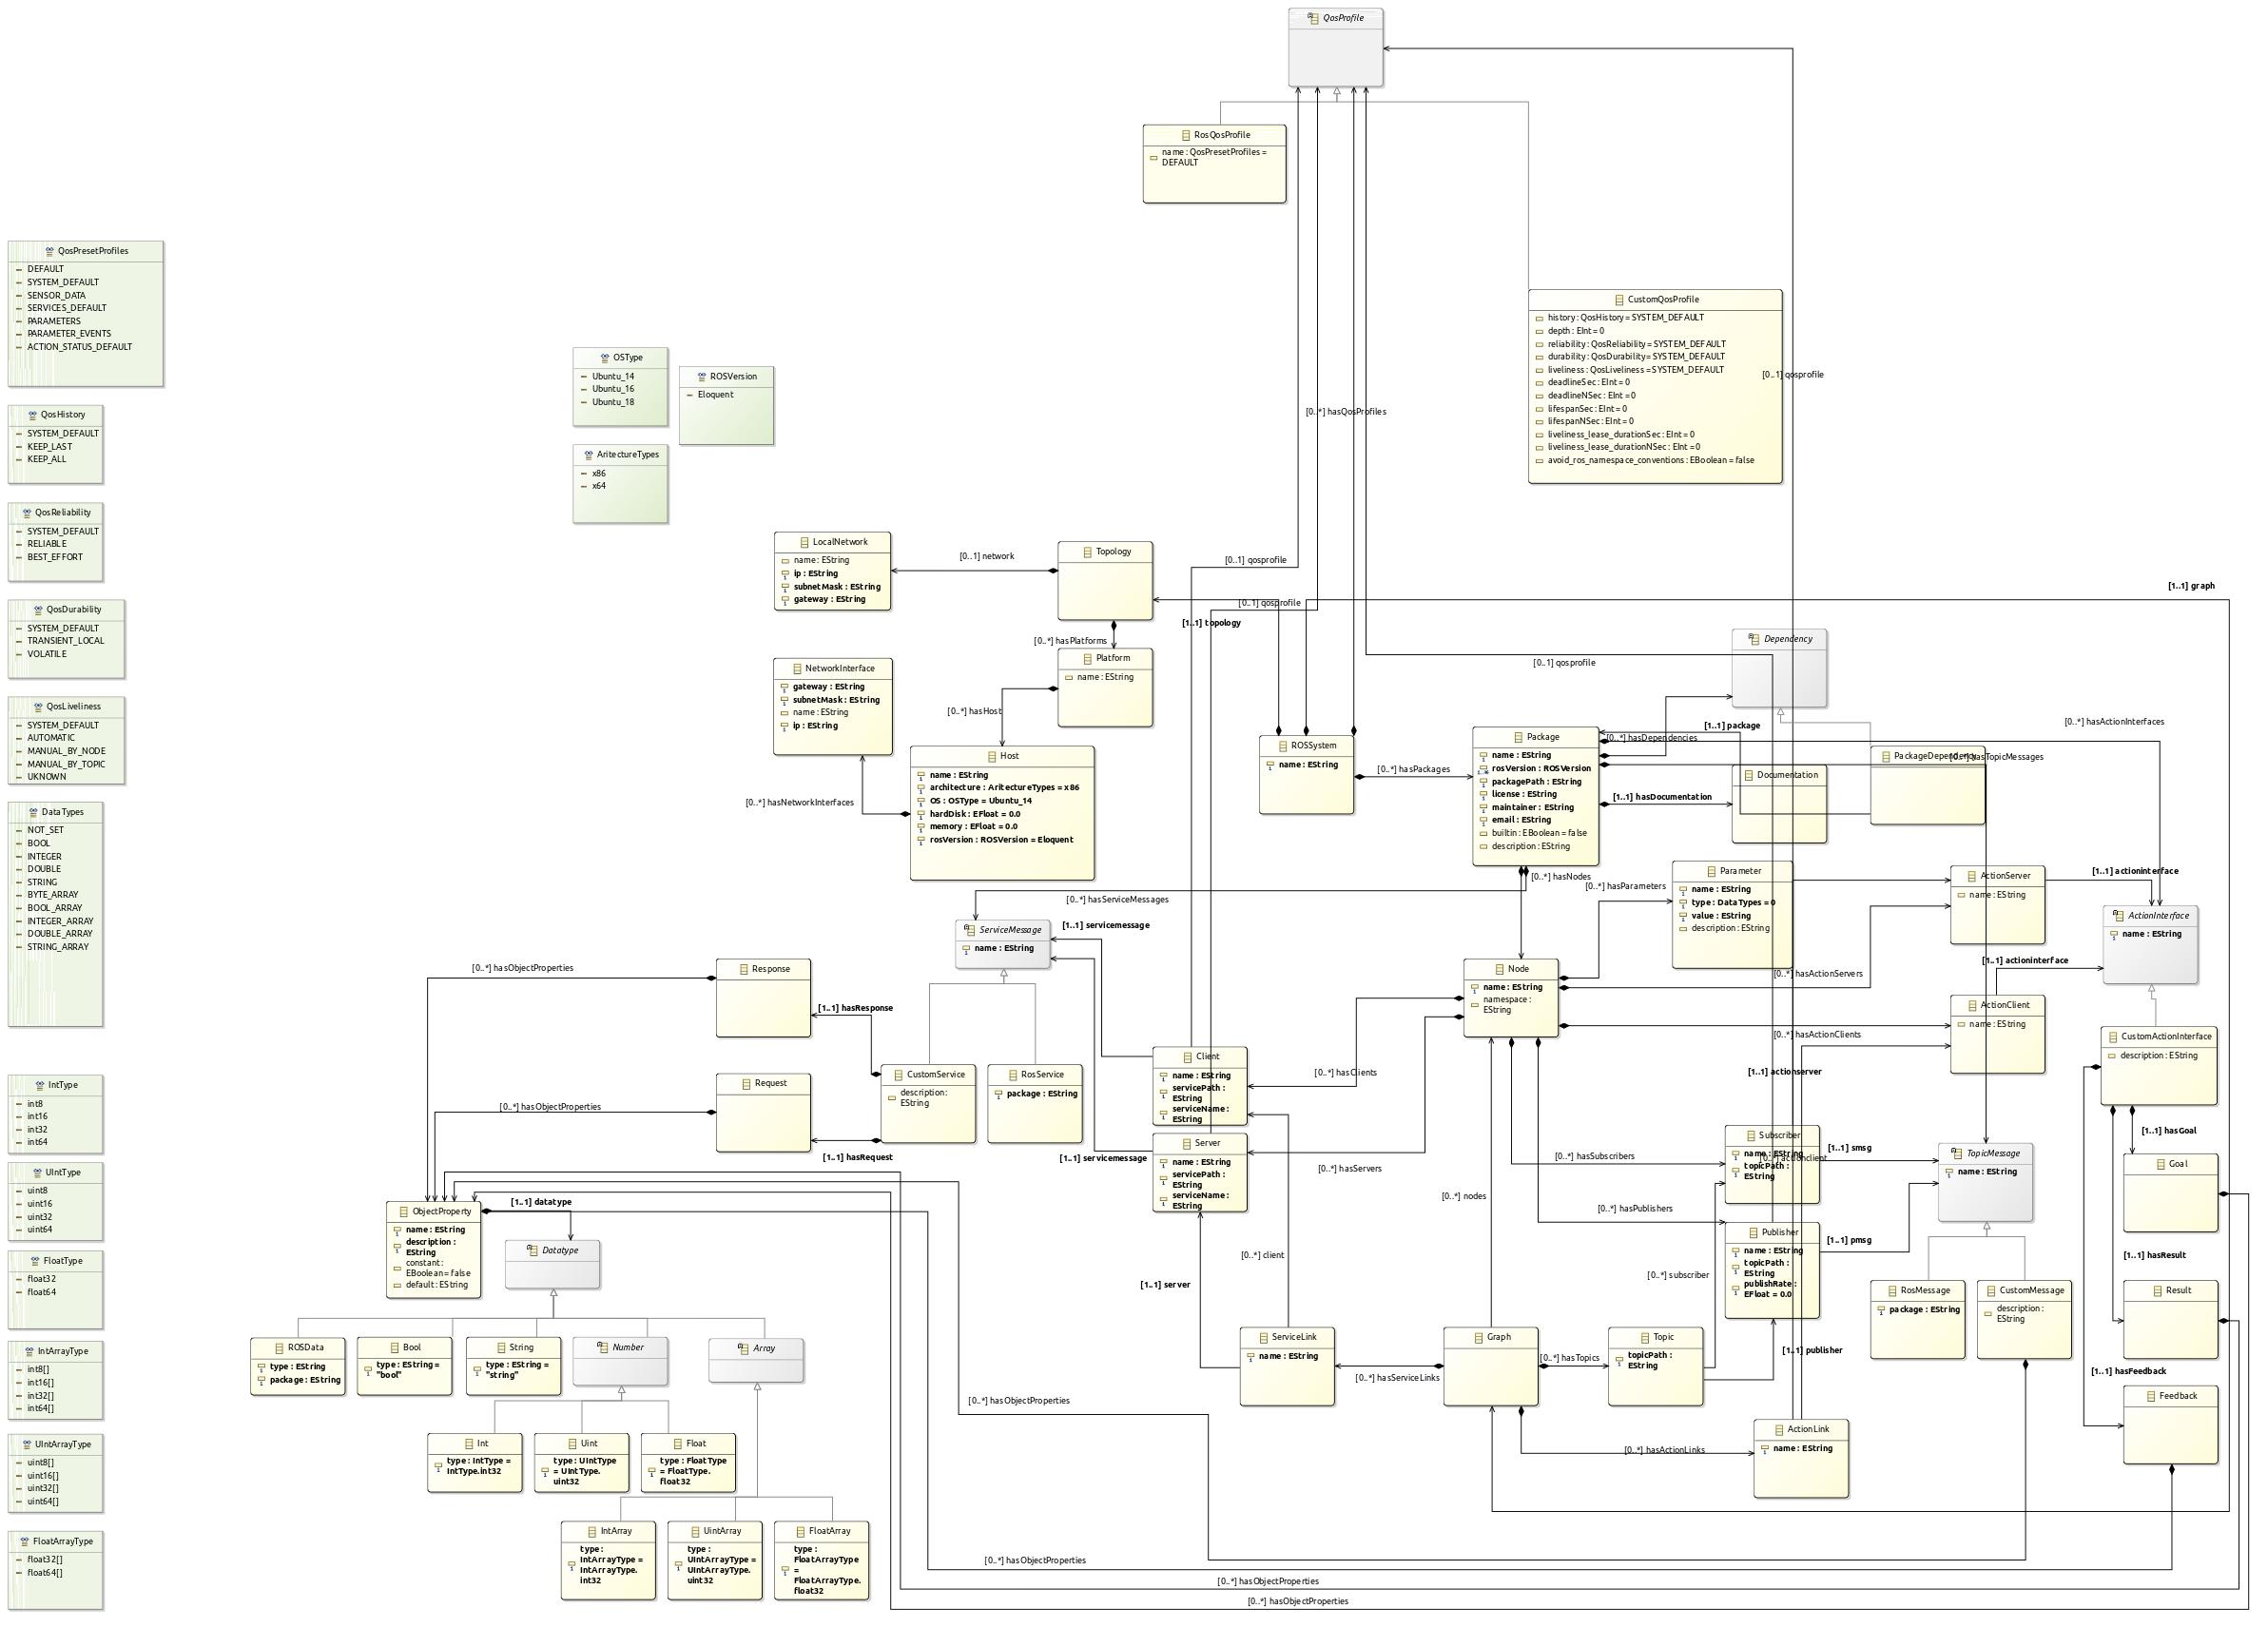 QosProfile
RosQosProfile
name : QosPresetProfiles =
DEFAULT
QosPresetProfiles
DEFAULT
SYSTEM_DEFAULT
SENSOR_DATA
SERVICES_DEFAULT
PARAMETERS
PARAMETER_EVENTS
ACTION_STATUS_DEFAULT
QosHistory
SYSTEM_DEFAULT
KEEP_LAST
KEEP_ALL
QosReliability
SYSTEM_DEFAULT
RELIABLE
BEST_EFFORT
QosDurability
SYSTEM_DEFAULT
TRANSIENT_LOCAL
VOLATILE
QosLiveliness
SYSTEM_DEFAULT
AUTOMATIC
MANUAL_BY_NODE
MANUAL_BY_TOPIC
UKNOWN
DataTypes
NOT_SET
BOOL
INTEGER
DOUBLE
STRING
BYTE_ARRAY
BOOL_ARRAY
INTEGER_ARRAY
DOUBLE_ARRAY
STRING_ARRAY
IntType
int8
int16
int32
int64
UIntType
uint8
uint16
uint32
uint64
FloatType
float32
float64
IntArrayType
int8[]
int16[]
int32[]
int64[]
UIntArrayType
uint8[]
uint16[]
uint32[]
uint64[]
FloatArrayType
float32[]
float64[]
OSType
Ubuntu_14
Ubuntu_16
Ubuntu_18
ROSVersion
Eloquent
AritectureTypes
x86
x64
CustomQosProfile
history : QosHistory = SYSTEM_DEFAULT
depth : EInt = 0
reliability : QosReliability = SYSTEM_DEFAULT
durability : QosDurability = SYSTEM_DEFAULT
liveliness : QosLiveliness = SYSTEM_DEFAULT
deadlineSec : EInt = 0
deadlineNSec : EInt = 0
lifespanSec : EInt = 0
lifespanNSec : EInt = 0
liveliness_lease_durationSec : EInt = 0
liveliness_lease_durationNSec : EInt = 0
avoid_ros_namespace_conventions : EBoolean = false
[0..1] qosprofile
[0..*] hasQosProfiles
[0..1] qosprofile
[0..1] qosprofile
[0..1] qosprofile
LocalNetwork
name : EString
ip : EString
subnetMask : EString
gateway : EString
[0..1] network
Topology
[1..1] topology
[1..1] graph
[0..*] hasPlatforms
Platform
name : EString
[0..*] hasHost
NetworkInterface
gateway : EString
subnetMask : EString
name : EString
ip : EString
[0..*] hasNetworkInterfaces
Host
name : EString
architecture : AritectureTypes = x86
OS : OSType = Ubuntu_14
hardDisk : EFloat = 0.0
memory : EFloat = 0.0
rosVersion : ROSVersion = Eloquent
ROSSystem
name : EString
[0..*] hasPackages
Package
name : EString
rosVersion : ROSVersion
packagePath : EString
license : EString
maintainer : EString
email : EString
builtin : EBoolean = false
description : EString
Dependency
[1..1] package
[0..*] hasDependencies
PackageDependency
[0..*] hasActionInterfaces
[0..*] hasTopicMessages
Documentation
[1..1] hasDocumentation
[0..*] hasNodes
[0..*] hasServiceMessages
[0..*] hasParameters
Parameter
name : EString
type : DataTypes = 0
value : EString
description : EString
ActionServer
name : EString
[1..1] actioninterface
ActionInterface
name : EString
[1..1] actioninterface
[0..*] hasActionServers
ActionClient
name : EString
[0..*] hasActionClients
[1..1] actionserver
CustomActionInterface
description : EString
[1..1] hasGoal
Goal
[1..1] hasResult
Result
[1..1] hasFeedback
Feedback
ServiceMessage
name : EString
[1..1] servicemessage
Response
[0..*] hasObjectProperties
[1..1] hasResponse
Request
[0..*] hasObjectProperties
[1..1] hasRequest
CustomService
description :
EString
RosService
package : EString
Node
name : EString
namespace :
EString
Client
name : EString
servicePath :
EString
serviceName :
EString
[0..*] hasClients
Server
name : EString
servicePath :
EString
serviceName :
EString
[1..1] servicemessage
[0..*] hasServers
[0..*] nodes
[0..*] hasSubscribers
[0..*] hasPublishers
Subscriber
name : EString
topicPath :
EString
[0..*] actionclient
[1..1] smsg
Publisher
name : EString
topicPath :
EString
publishRate :
EFloat = 0.0
[1..1] pmsg
TopicMessage
name : EString
RosMessage
package : EString
CustomMessage
description :
EString
[0..*] client
[1..1] server
[0..*] subscriber
[1..1] publisher
ServiceLink
name : EString
[0..*] hasServiceLinks
Graph
[0..*] hasTopics
Topic
topicPath :
EString
[0..*] hasActionLinks
ActionLink
name : EString
ObjectProperty
name : EString
description :
EString
constant :
EBoolean = false
default : EString
[1..1] datatype
Datatype
ROSData
type : EString
package : EString
Bool
type : EString =
"bool"
String
type : EString =
"string"
Number
Array
Int
type : IntType =
IntType.int32
Uint
type : UIntType
= UIntType.
uint32
Float
type : FloatType
= FloatType.
float32
IntArray
type :
IntArrayType =
IntArrayType.
int32
UintArray
type :
UIntArrayType =
UIntArrayType.
uint32
FloatArray
type :
FloatArrayType
=
FloatArrayType.
float32
[0..*] hasObjectProperties
[0..*] hasObjectProperties
[0..*] hasObjectProperties
[0..*] hasObjectProperties